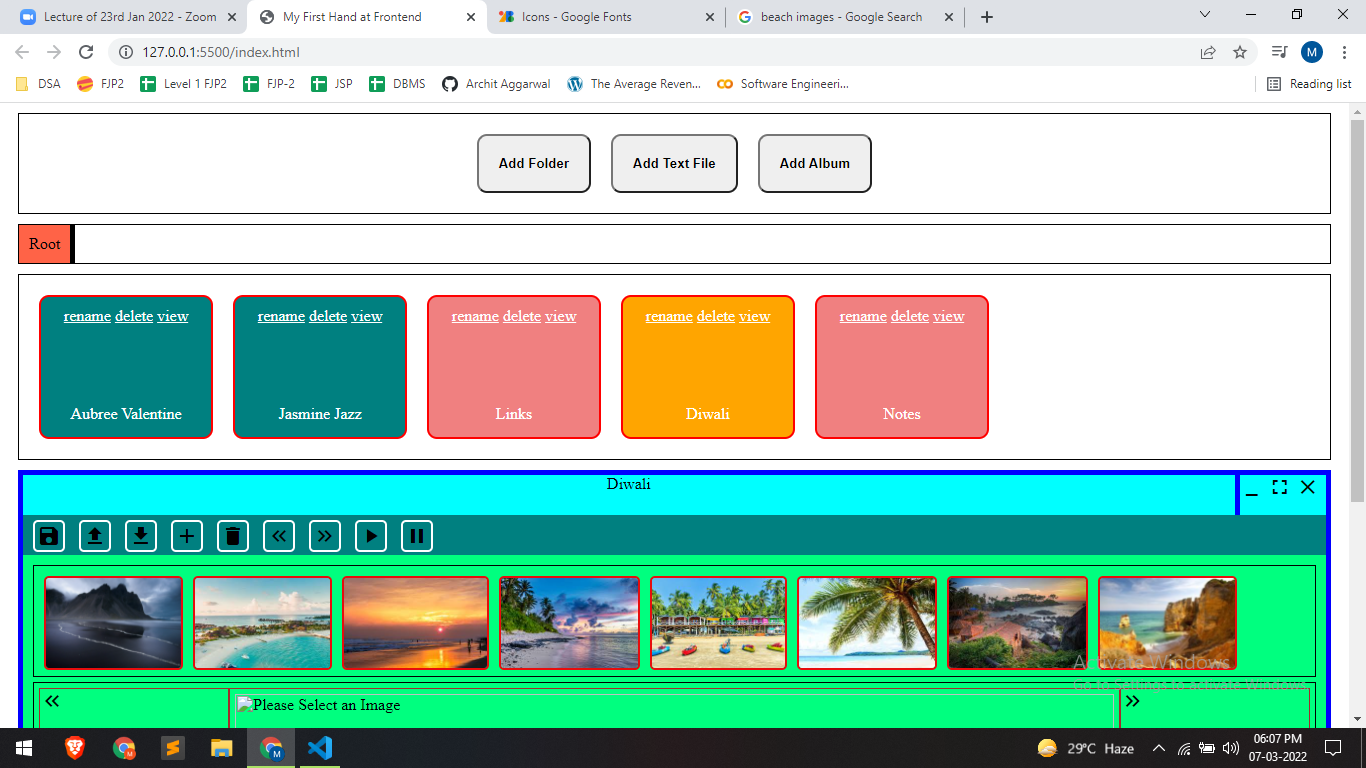 Lecture of 23rd Jan 2022 - Zoom
My First Hand at Frontend
Icons - Google Fonts
beach images - Google Search
127.0.0.1:5500/index.html
M
DSA
FJP2
Level 1 FJP2
FJP-2
JSP
DBMS
Archit Aggarwal
The Average Reven...
Software Engineeri...
Reading list
Add Folder
Add Text File
Add Album
Root
rename delete view
Aubree Valentine
rename delete view
Jasmine Jazz
rename delete view
Links
rename delete view
Diwali
rename delete view
Notes
Diwali
Activate Windows
Please Select an Image
29°C Haze
06:07 PM
07-03-2022